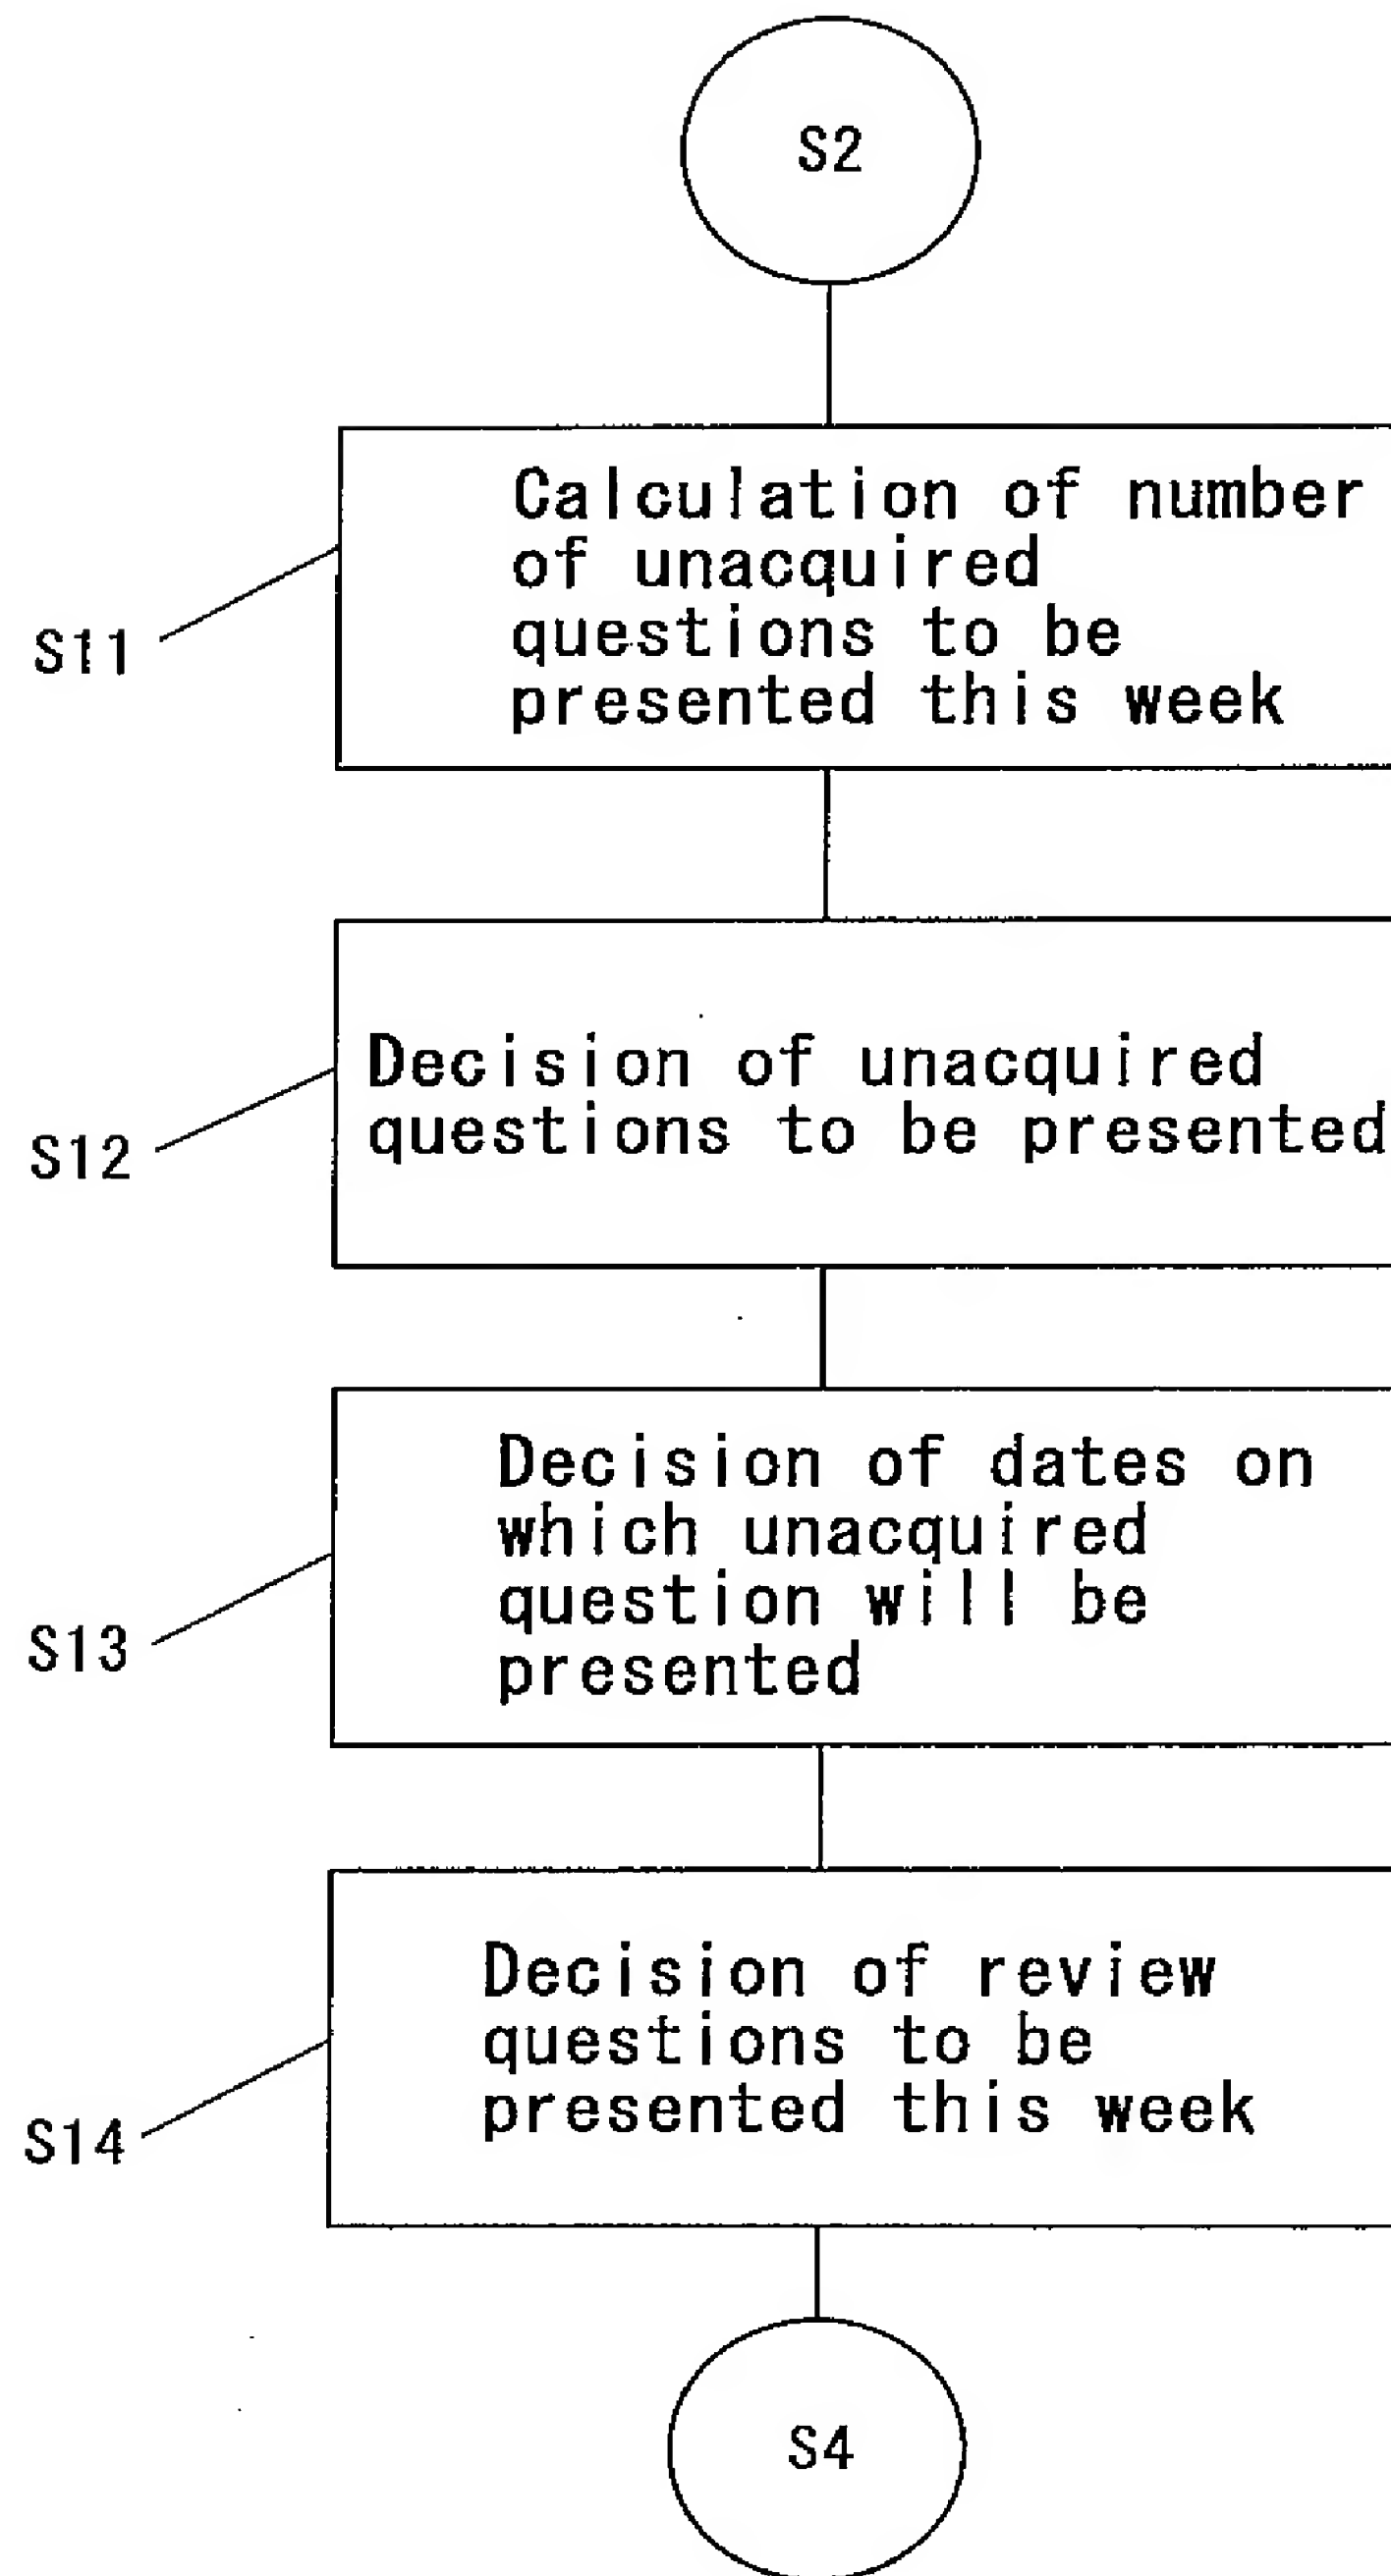 S2
Calculation of number
of unacquired
questions to be
presented this week
S11
Decision of unacquired
questions to be presented
S12
Decision of dates on
which unacquired
question will be
presented
S13
Decision of review
questions to be
presented this week
S14
S4